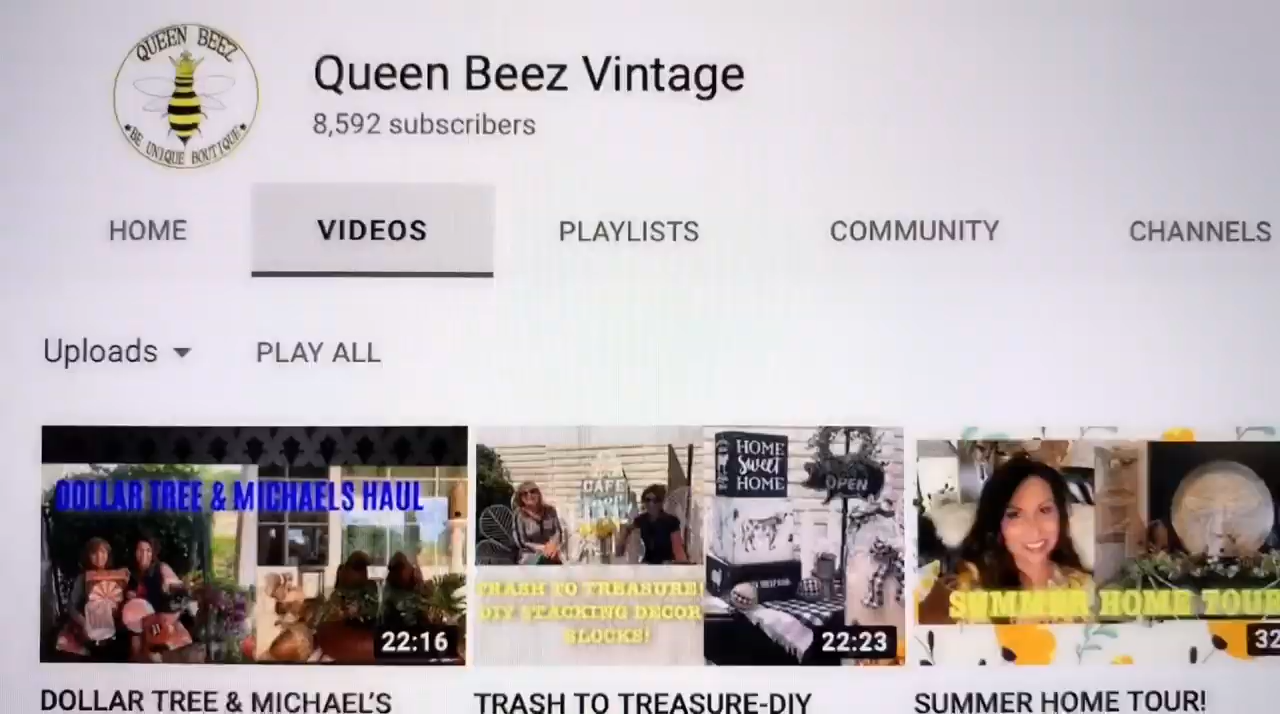 QUEEN BEEZ
BE UNIQUE BOUTIQUE
Queen Beez Vintage
8,592 subscribers
HOME
VIDEOS
PLAYLISTS
COMMUNITY
CHANNELS
Uploads
PLAY ALL
DOLLAR TREE & MICHAELS HAUL
22:16
CAFE
HOME
Sweet
HOME
OPEN
TRASH TO TREASURE!
DIY STACKING DECOR
BLOCKS!
22:23
SUMMER HOME TOUR
32
DOLLAR TREE & MICHAEL'S
TRASH TO TREASURE-DIY
SUMMER HOME TOUR!